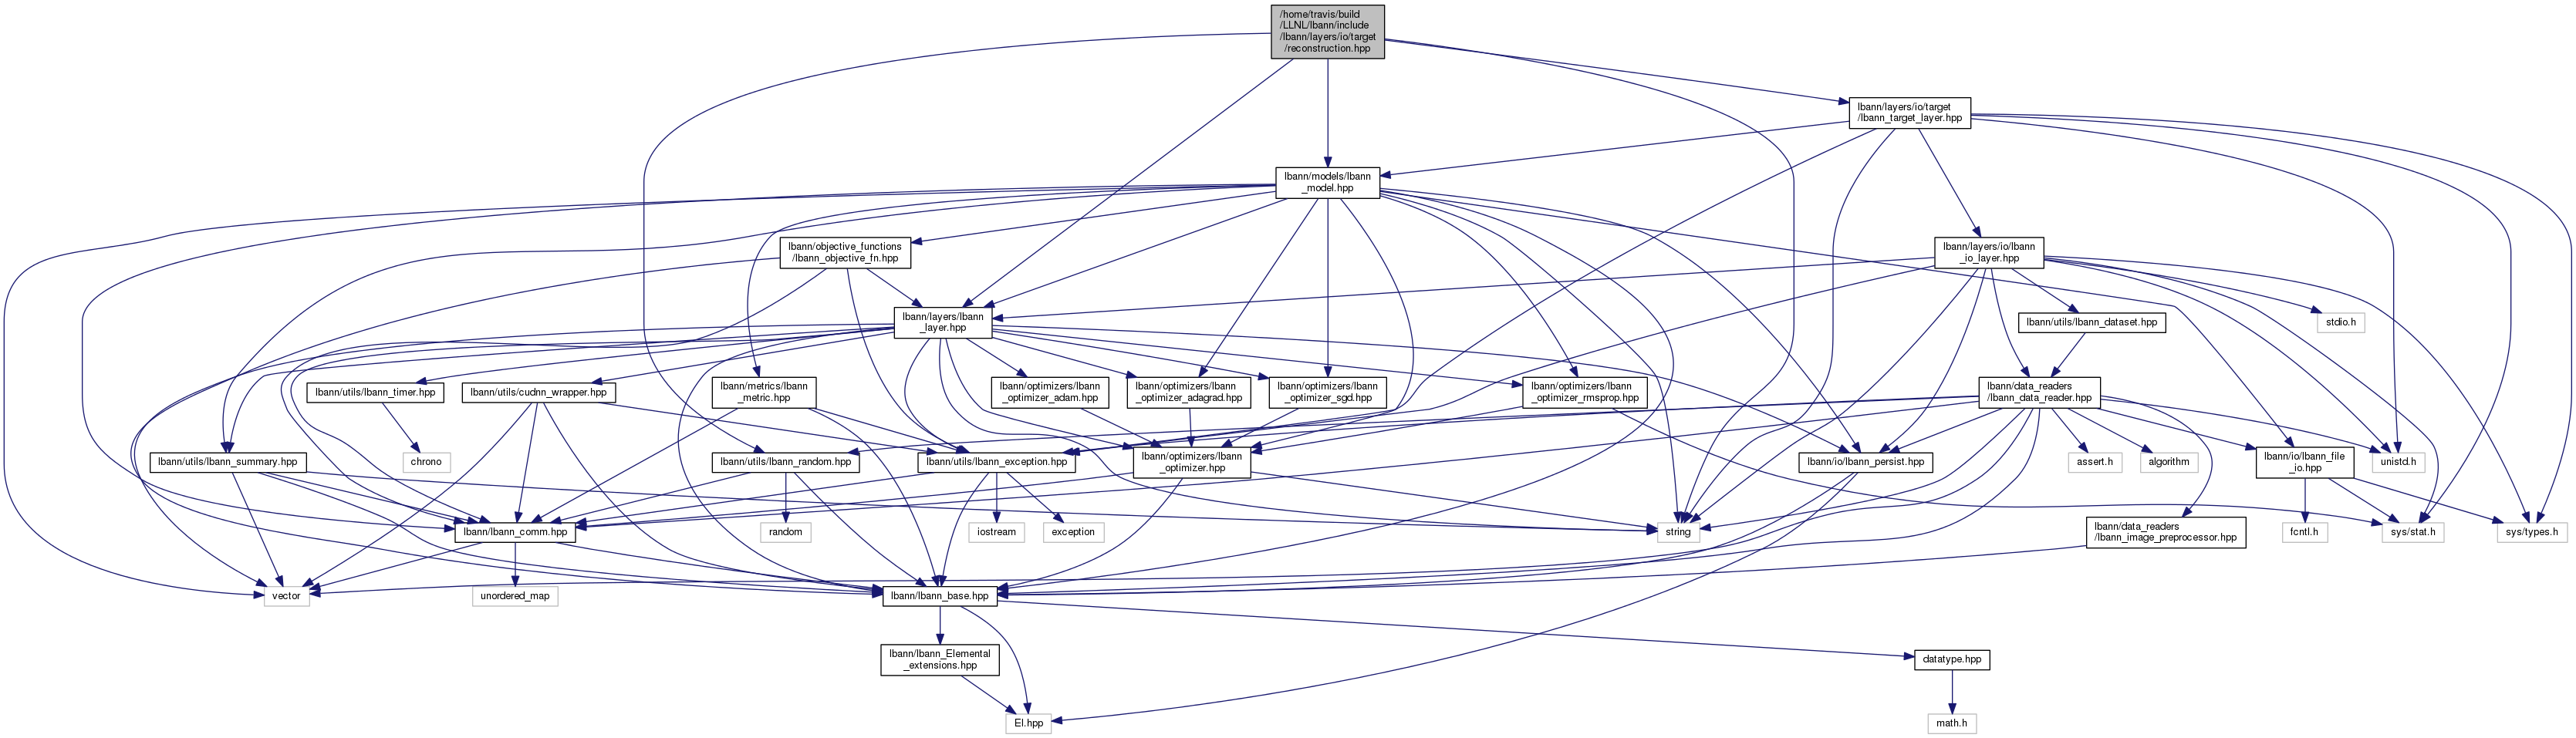 /home/travis/build
/LLNL/lbann/include
/lbann/layers/io/target
/reconstruction.hpp
lbann/layers/io/target
/lbann_target_layer.hpp
lbann/models/lbann
_model.hpp
lbann/objective_functions
/lbann_objective_fn.hpp
lbann/layers/io/lbann
_io_layer.hpp
lbann/layers/lbann
_layer.hpp
lbann/utils/lbann_dataset.hpp
stdio.h
lbann/utils/lbann_timer.hpp
lbann/utils/cudnn_wrapper.hpp
lbann/metrics/lbann
_metric.hpp
lbann/optimizers/lbann
_optimizer_adam.hpp
lbann/optimizers/lbann
_optimizer_adagrad.hpp
lbann/optimizers/lbann
_optimizer_sgd.hpp
lbann/optimizers/lbann
_optimizer_rmsprop.hpp
lbann/data_readers
/lbann_data_reader.hpp
lbann/utils/lbann_summary.hpp
chrono
lbann/utils/lbann_random.hpp
lbann/utils/lbann_exception.hpp
lbann/optimizers/lbann
_optimizer.hpp
lbann/io/lbann_persist.hpp
assert.h
algorithm
lbann/io/lbann_file
_io.hpp
unistd.h
lbann/lbann_comm.hpp
random
iostream
exception
string
lbann/data_readers
/lbann_image_preprocessor.hpp
fcntl.h
sys/stat.h
sys/types.h
vector
unordered_map
lbann/lbann_base.hpp
lbann/lbann_Elemental
_extensions.hpp
datatype.hpp
El.hpp
math.h